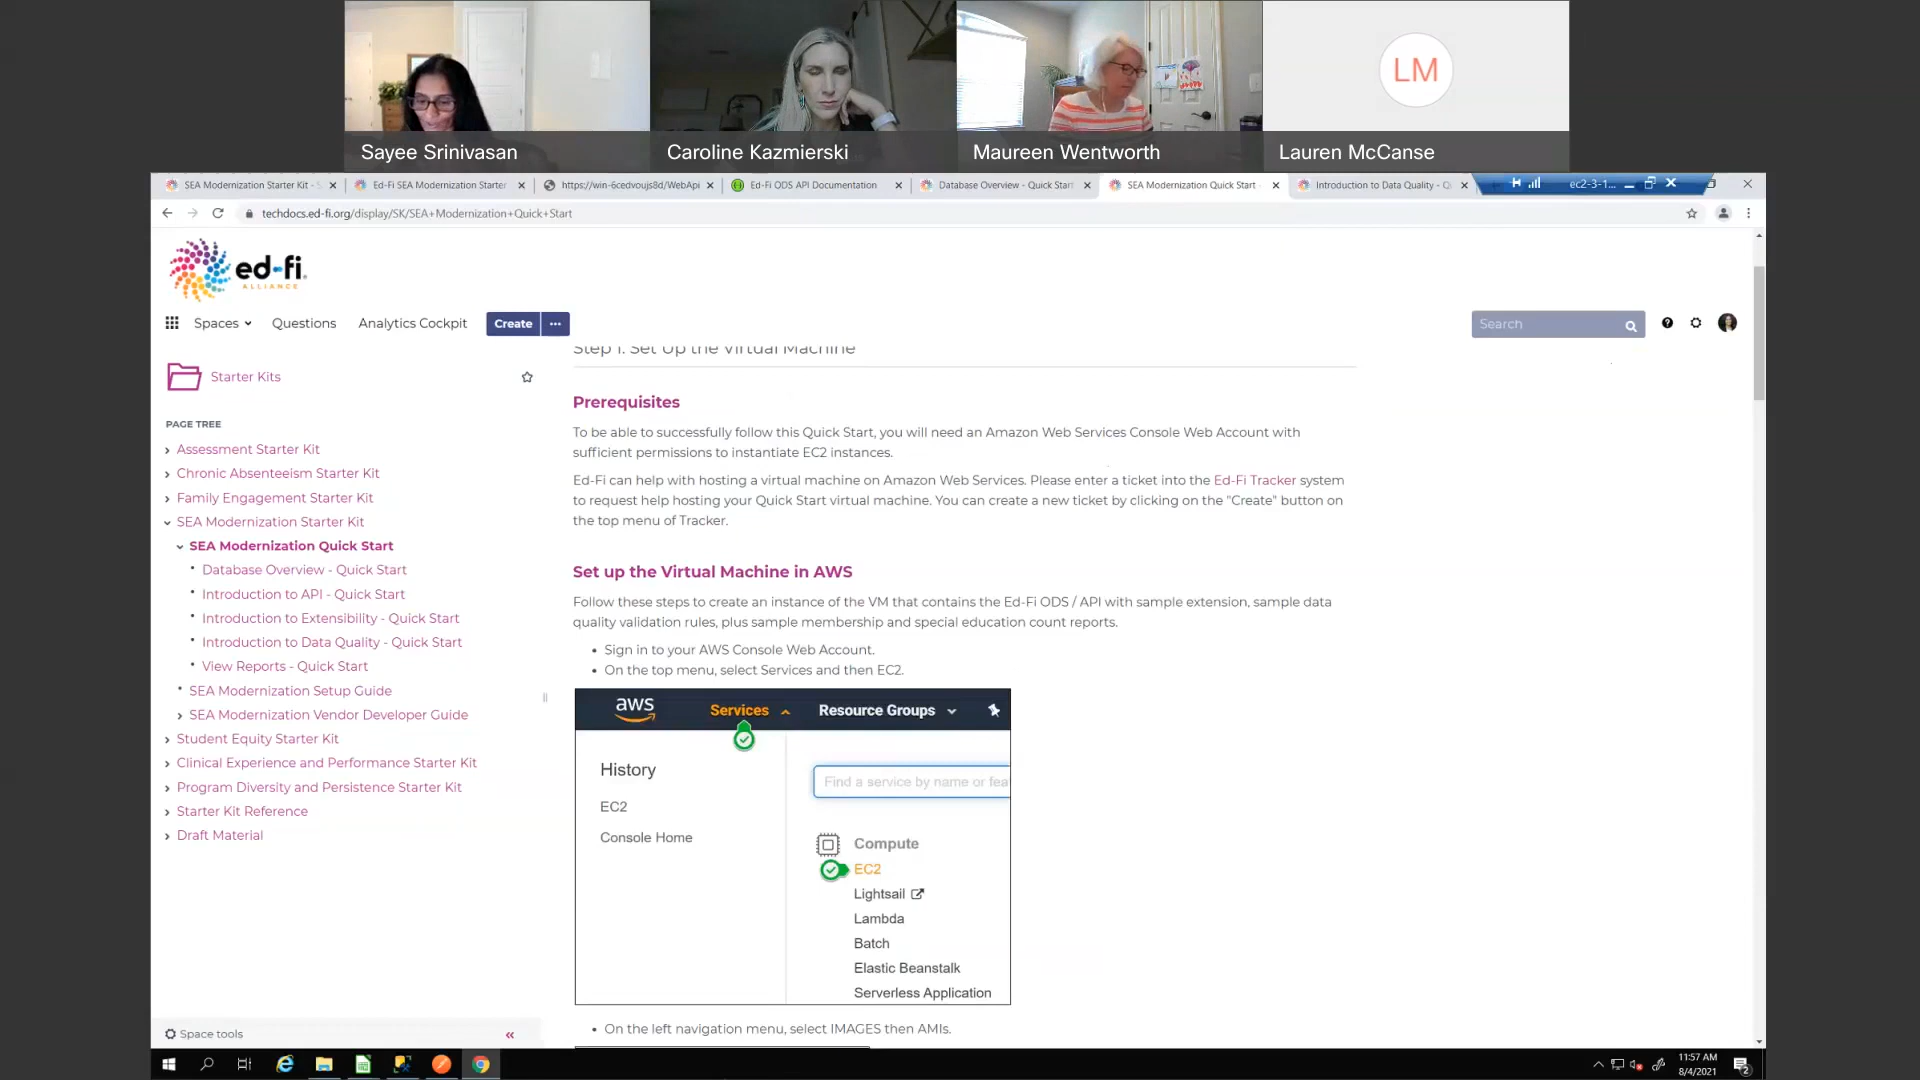 LM
Sayee Srinivasan
Caroline Kazmierski
Maureen Wentworth
Lauren McCanse
SEA Modernization Starter Kit -
Ed-Fi SEA Modernization Starter
https://win-6cedvoujs8d/WebApi
Ed-Fi ODS API Documentation
Database Overview - Quick Start
SEA Modernization Quick Start
Introduction to Data Quality -
ec2-3-1...
techdocs.ed-fi.org/display/SK/SEA+Modernization+Quick+Start
ed-fi
ALLIANCE
Spaces
Questions
Analytics Cockpit
Create
...
Search
Starter Kits
PAGE TREE
Assessment Starter Kit
Chronic Absenteeism Starter Kit
Family Engagement Starter Kit
SEA Modernization Starter Kit
SEA Modernization Quick Start
Database Overview - Quick Start
Introduction to API - Quick Start
Introduction to Extensibility - Quick Start
Introduction to Data Quality - Quick Start
View Reports - Quick Start
SEA Modernization Setup Guide
SEA Modernization Vendor Developer Guide
Student Equity Starter Kit
Clinical Experience and Performance Starter Kit
Program Diversity and Persistence Starter Kit
Starter Kit Reference
Draft Material
Space tools
Step 1. Set Up the Virtual Machine
Prerequisites
To be able to successfully follow this Quick Start, you will need an Amazon Web Services Console Web Account with
sufficient permissions to instantiate EC2 instances.
Ed-Fi can help with hosting a virtual machine on Amazon Web Services. Please enter a ticket into the Ed-Fi Tracker system
to request help hosting your Quick Start virtual machine. You can create a new ticket by clicking on the "Create" button on
the top menu of Tracker.
Set up the Virtual Machine in AWS
Follow these steps to create an instance of the VM that contains the Ed-Fi ODS / API with sample extension, sample data
quality validation rules, plus sample membership and special education count reports.
• Sign in to your AWS Console Web Account.
• On the top menu, select Services and then EC2.
aws
Services
Resource Groups
History
EC2
Console Home
Find a service by name or fea
Compute
EC2
Lightsail
Lambda
Batch
Elastic Beanstalk
Serverless Application
• On the left navigation menu, select IMAGES then AMIs.
11:57 AM
8/4/2021
2